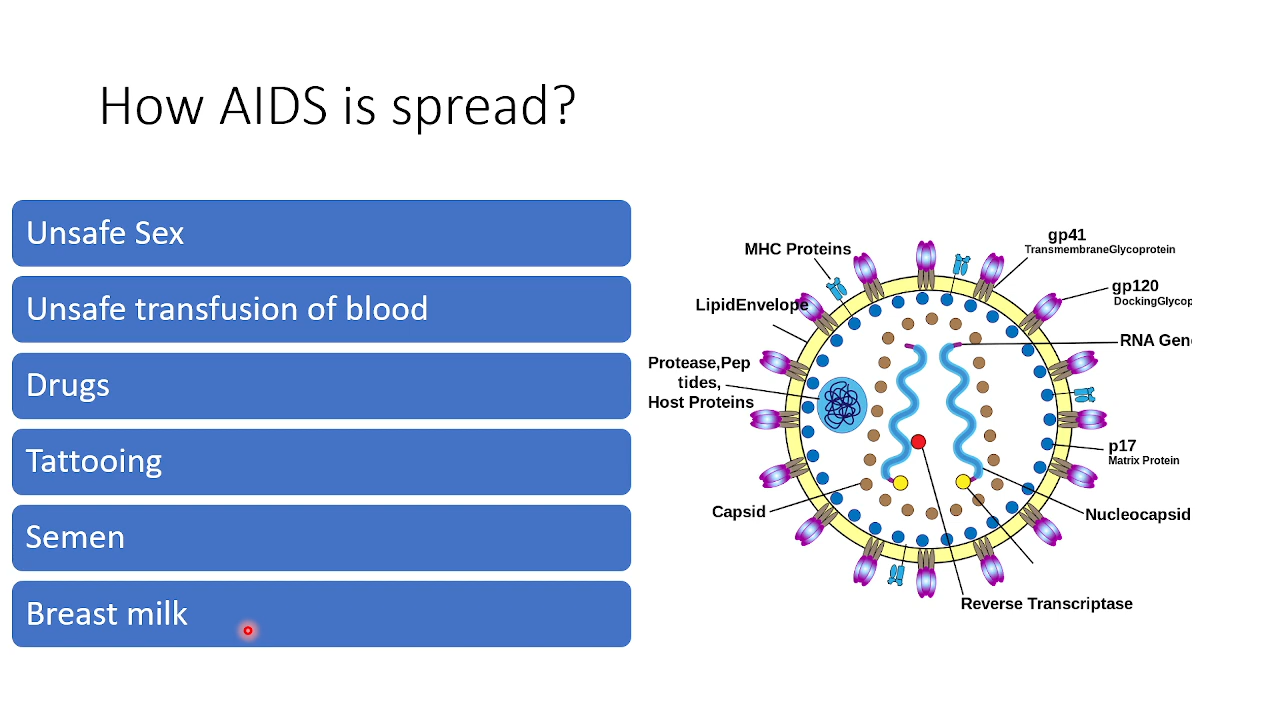 How AIDS is spread?
Unsafe Sex
Unsafe transfusion of blood
Drugs
Tattooing
Semen
Breast milk
MHC Proteins
LipidEnvelope
Protease,Pep
tides,
Host Proteins
Capsid
gp41
TransmembraneGlycoprotein
gp120
DockingGlycop
RNA Gen
p17
Matrix Protein
Nucleocapsid
Reverse Transcriptase